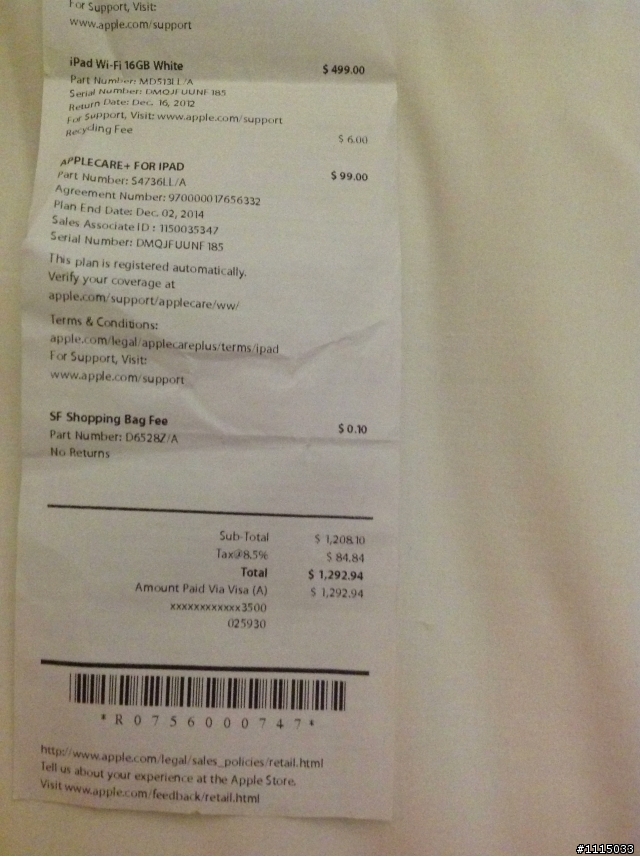 For Support, Visit:
www.apple.com/support
iPad Wi-Fi 16GB White $ 499.00
Part Number: MD513LL/A
Serial Number: DMQJFUUNF185
Return Date: Dec. 16, 2012
For Support, Visit: www.apple.com/support
Recycling Fee $ 6.00
APPLECARE+ FOR IPAD $ 99.00
Part Number: S4736LL/A
Agreement Number: 970000017656332
Plan End Date: Dec. 02, 2014
Sales Associate ID : 1150035347
Serial Number: DMQJFUUNF185
This plan is registered automatically.
Verify your coverage at
apple.com/support/applecare/ww/
Terms & Conditions:
apple.com/legal/applecareplus/terms/ipad
For Support, Visit:
www.apple.com/support
SF Shopping Bag Fee $ 0.10
Part Number: D6528Z/A
No Returns
Sub-Total $ 1,208.10
Tax@8.5% $ 84.84
Total $ 1,292.94
Amount Paid Via Visa (A) $ 1,292.94
xxxxxxxxxxxx3500
025930
*R0756000747*
http://www.apple.com/legal/sales_policies/retail.html
Tell us about your experience at the Apple Store.
Visit www.apple.com/feedback/retail.html
#1115033